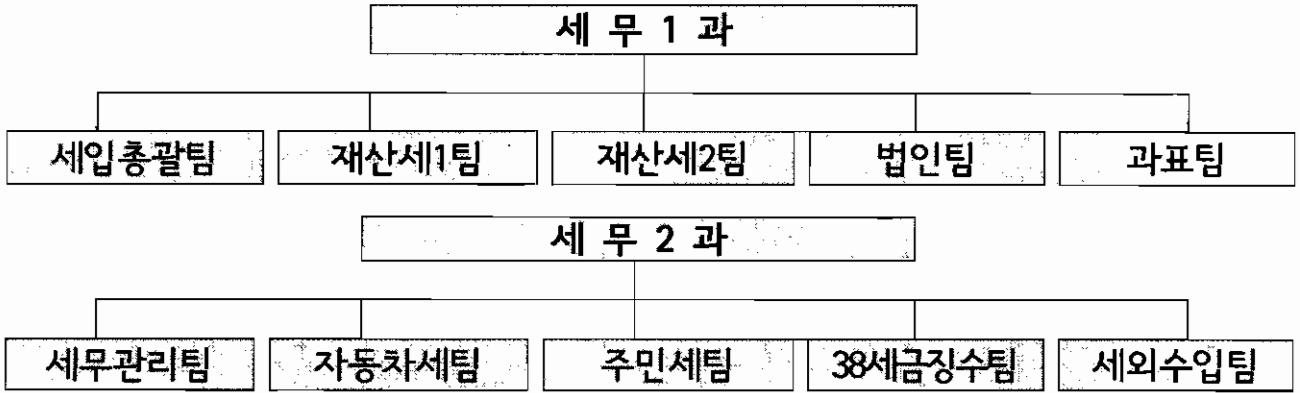 세 무 1 과
세입총괄팀 재산세1팀 재산세2팀 법인팀 과표팀
세 무 2 과
세무관리팀 자동차세팀 주민세팀 38세금징수팀 세외수입팀